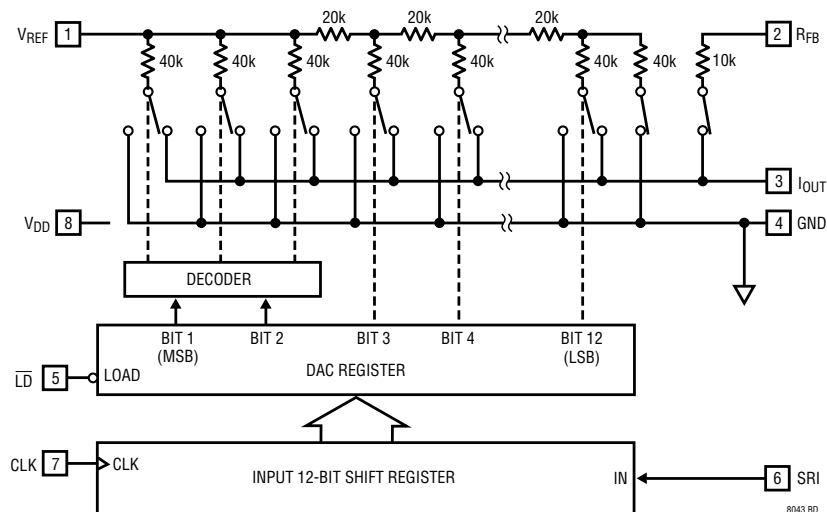 20k 20k 20k
VREF 1 2 RFB
40k 40k 40k 40k 40k 40k 40k 10k
3 IOUT
VDD 8 4 GND
DECODER
BIT 1 (MSB) BIT 2 BIT 3 BIT 4 BIT 12 (LSB)
LD 5 LOAD DAC REGISTER
CLK 7 CLK INPUT 12-BIT SHIFT REGISTER IN 6 SRI
8043 BD